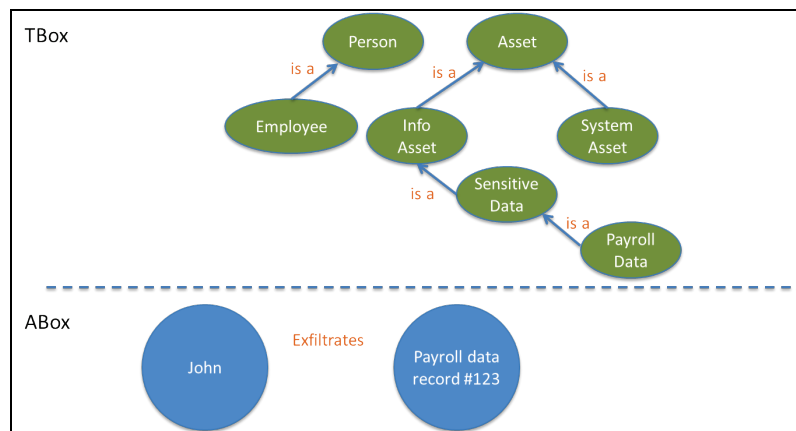 TBox
Person
Asset
is a
is a
is a
Employee
Info
Asset
System
Asset
is a
Sensitive
Data
is a
Payroll
Data
ABox
Exfiltrates
John
Payroll data
record #123